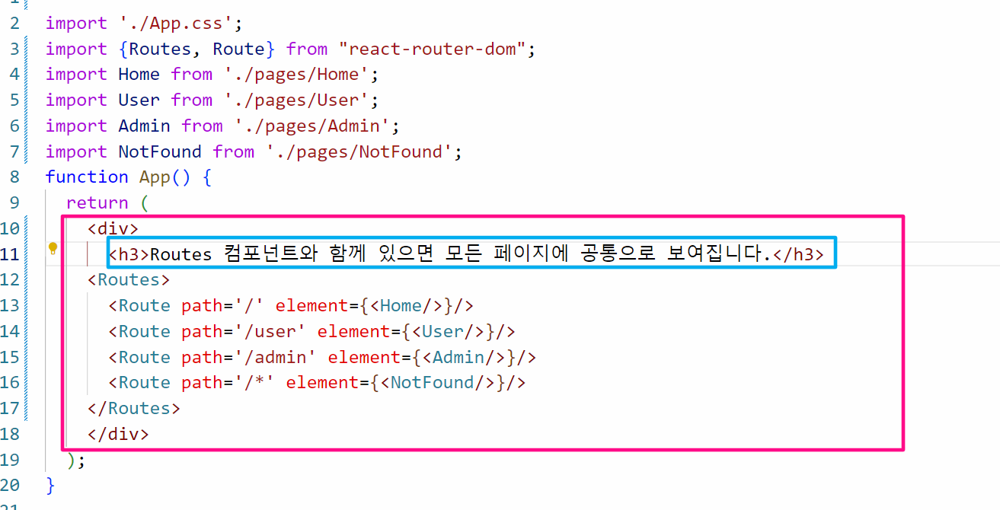 2 import './App.css';
3 import {Routes, Route} from "react-router-dom";
4 import Home from './pages/Home';
5 import User from './pages/User';
6 import Admin from './pages/Admin';
7 import NotFound from './pages/NotFound';
8 function App() {
9 return (
10 <div>
11 <h3>Routes 컴포넌트와 함께 있으면 모든 페이지에 공통으로 보여집니다.</h3>
12 <Routes>
13 <Route path='/' element={<Home/>}/>
14 <Route path='/user' element={<User/>}/>
15 <Route path='/admin' element={<Admin/>}/>
16 <Route path='/*' element={<NotFound/>}/>
17 </Routes>
18 </div>
19 );
20 }